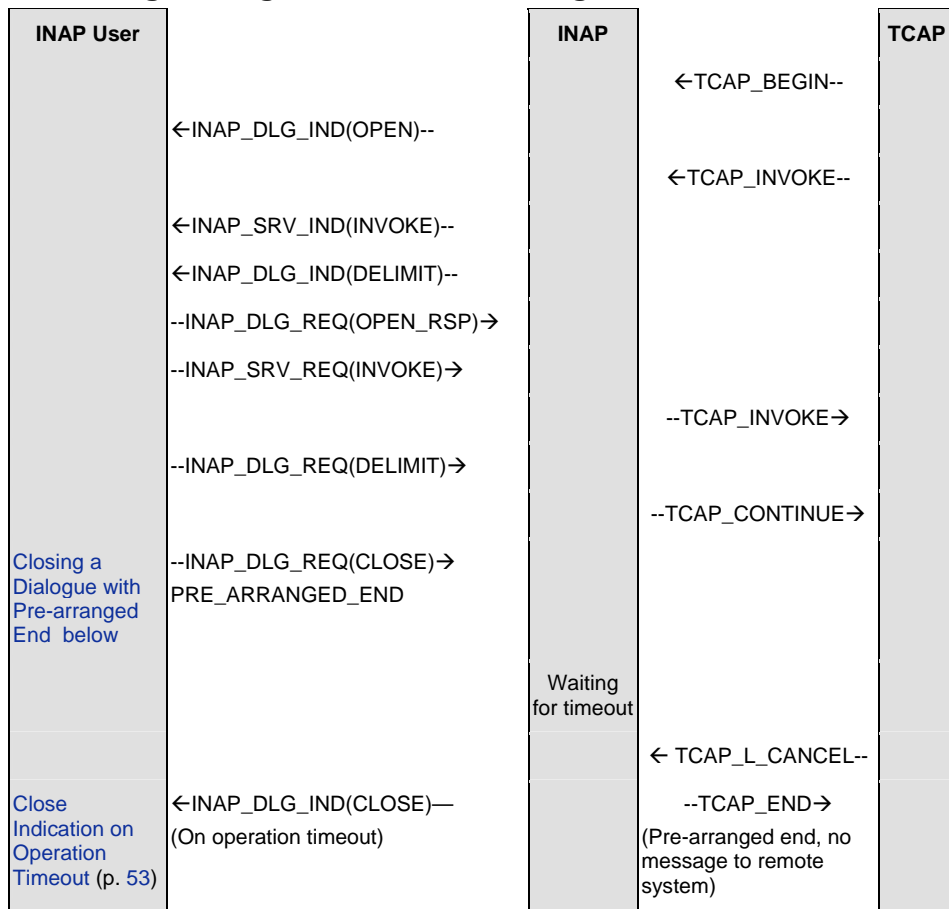 INAP User INAP TCAP
←TCAP_BEGIN--
←INAP_DLG_IND(OPEN)--
←TCAP_INVOKE--
←INAP_SRV_IND(INVOKE)--
←INAP_DLG_IND(DELIMIT)--
--INAP_DLG_REQ(OPEN_RSP)→
--INAP_SRV_REQ(INVOKE)→
--TCAP_INVOKE→
--INAP_DLG_REQ(DELIMIT)→
--TCAP_CONTINUE→
Closing a
Dialogue with
Pre-arranged
End below
--INAP_DLG_REQ(CLOSE)→
PRE_ARRANGED_END
Waiting
for timeout
← TCAP_L_CANCEL--
Close
Indication on
Operation
Timeout (p. 53)
←INAP_DLG_IND(CLOSE)—
(On operation timeout)
--TCAP_END→
(Pre-arranged end, no
message to remote
system)